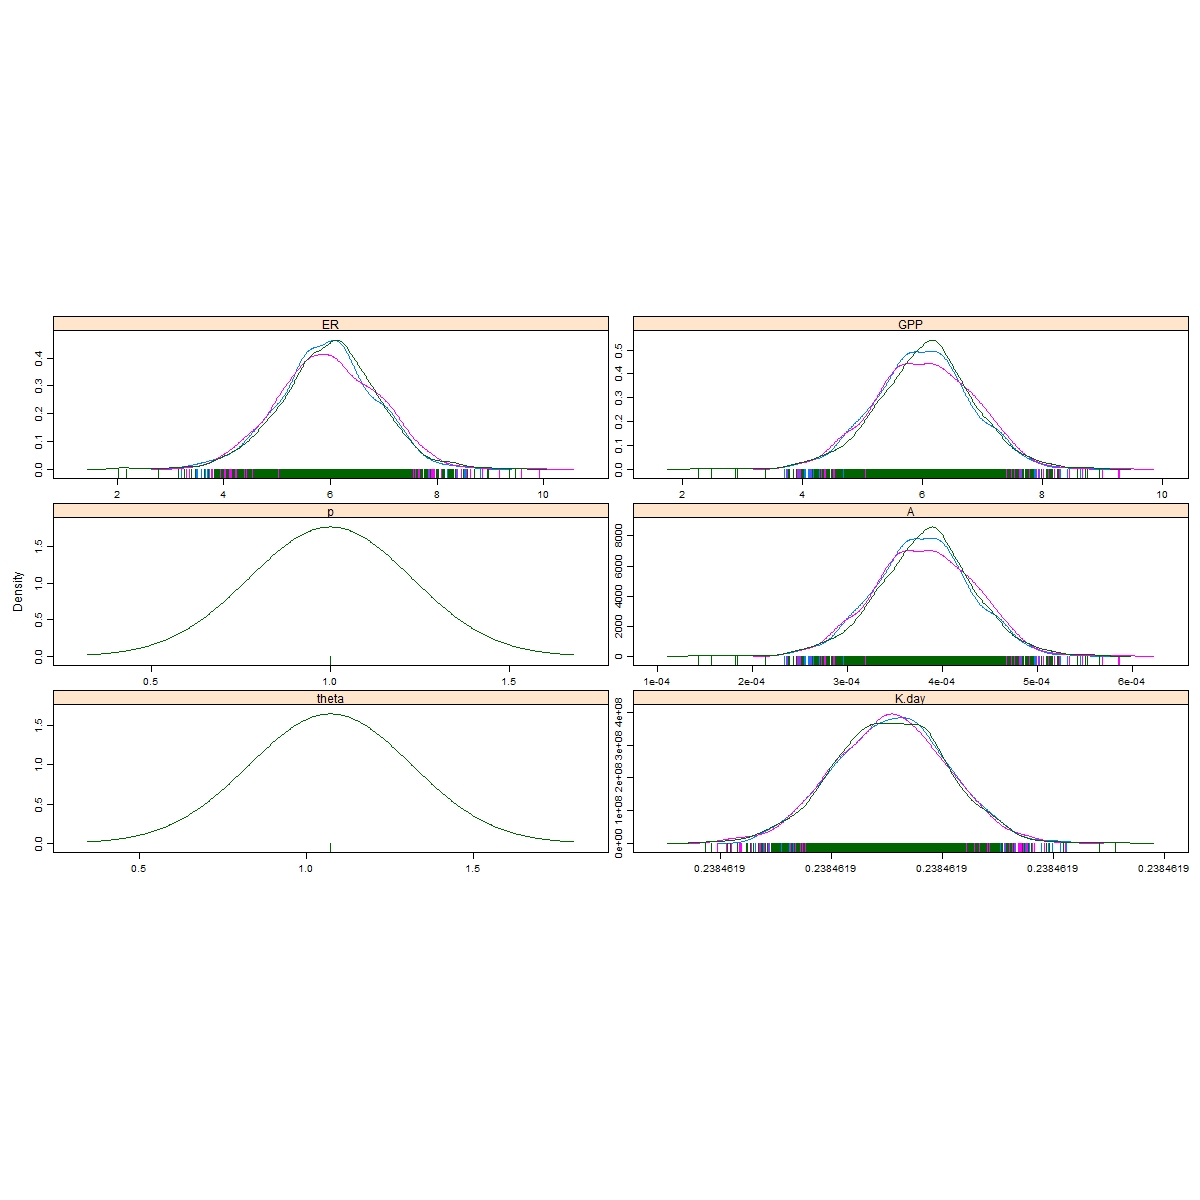 ER
0.0 0.1 0.2 0.3 0.4
2 4 6 8 10
GPP
0.0 0.1 0.2 0.3 0.4 0.5
2 4 6 8 10
Density
p
0.0 0.5 1.0 1.5
0.5 1.0 1.5
A
0 2000 4000 6000 8000
1e-04 2e-04 3e-04 4e-04 5e-04 6e-04
theta
0.0 0.5 1.0 1.5
0.5 1.0 1.5
K.day
0e+00 1e+08 2e+08 3e+08 4e+08
0.2384619 0.2384619 0.2384619 0.2384619 0.2384619